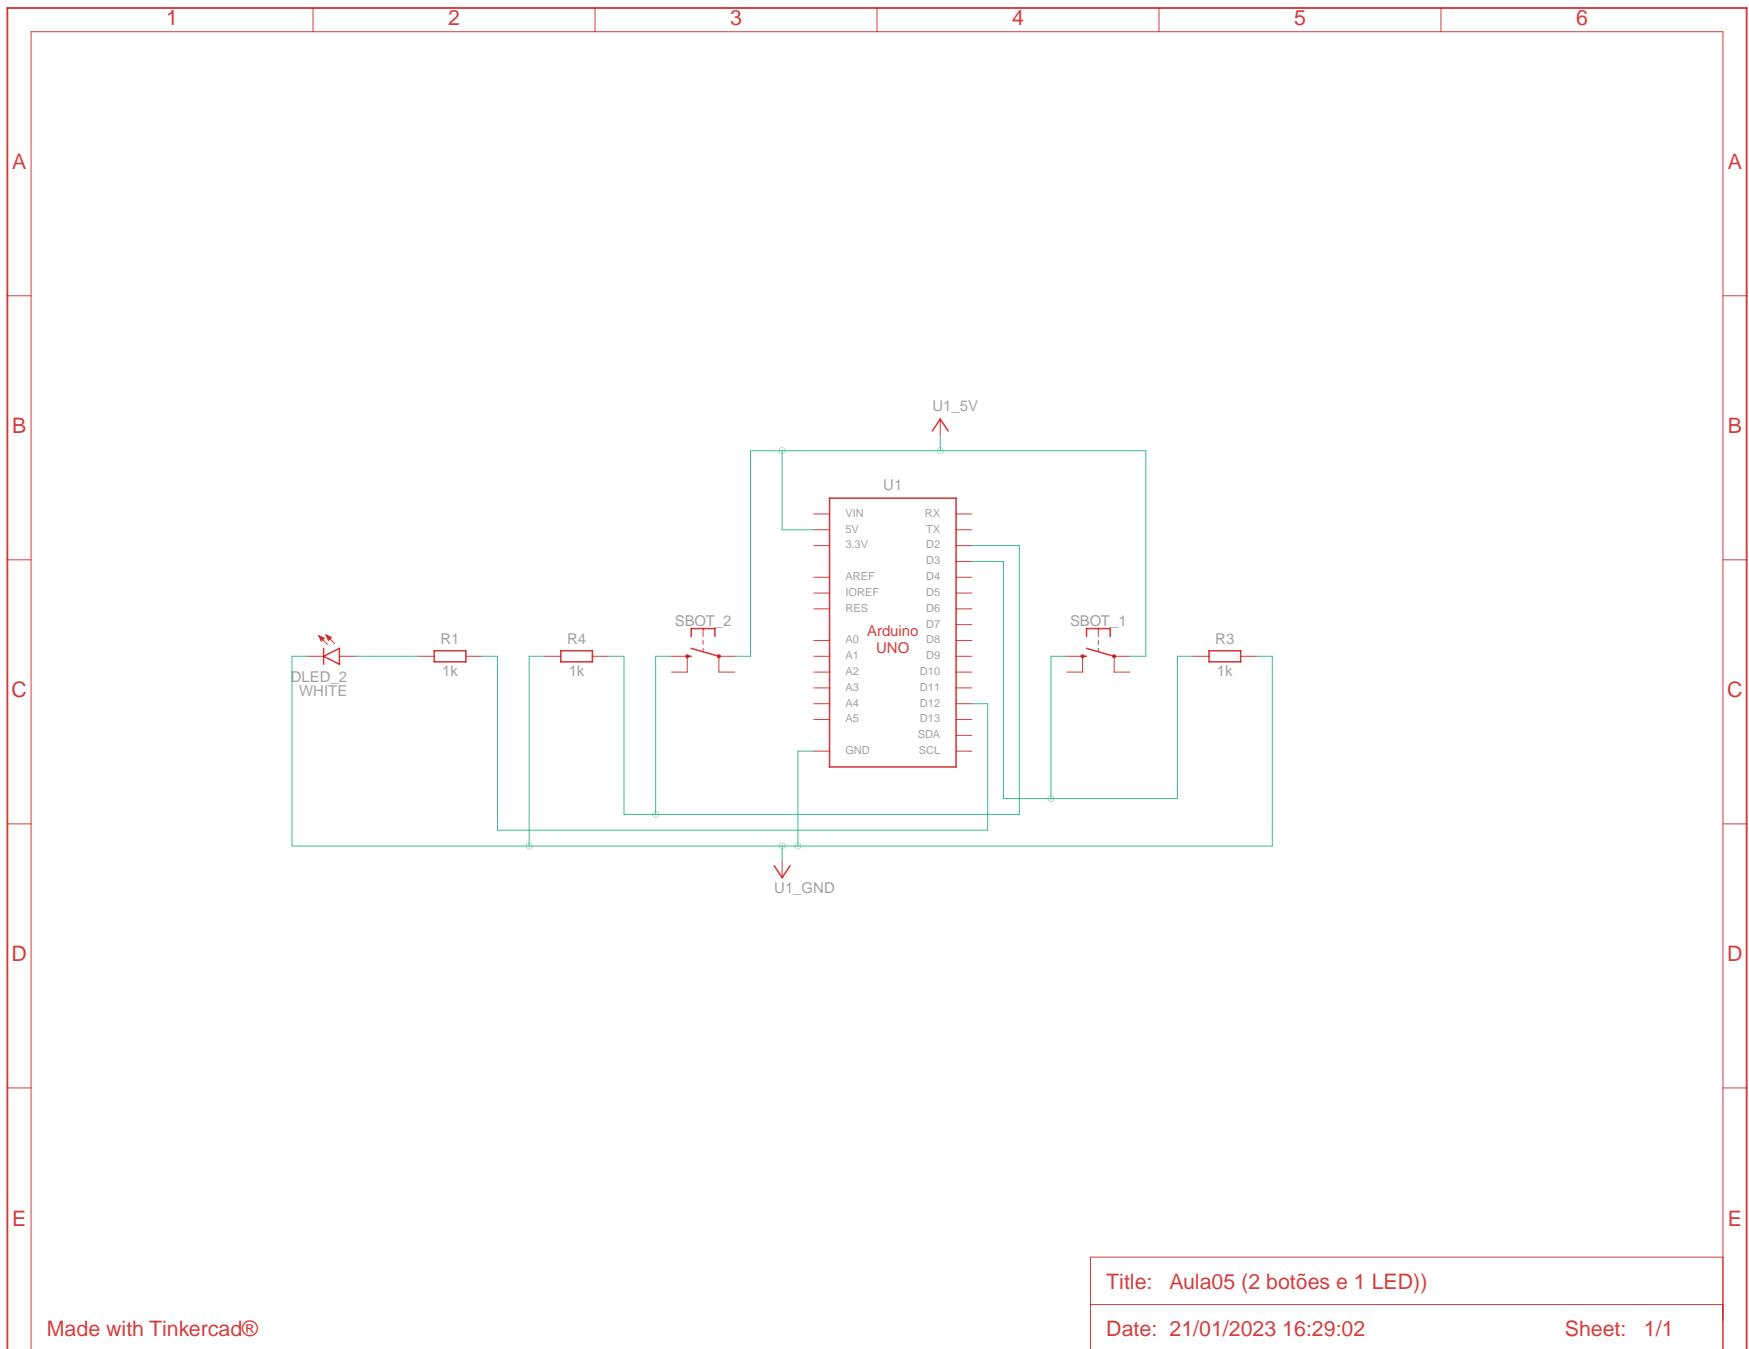 1 2 3 4 5 6
A A
U1_5V
B B
U1
VIN RX
5V TX
3.3V D2
D3
AREF D4
IOREF D5
RES D6
D7
A0 D8
A1 D9
A2 D10
A3 D11
A4 D12
A5 D13
SDA
GND SCL
Arduino
UNO
SBOT_2
SBOT_1
R1
1k
R4
1k
R3
1k
DLED_2
WHITE
C C
U1_GND
D D
E E
Title: Aula05 (2 botões e 1 LED))
Made with Tinkercad®
Date: 21/01/2023 16:29:02 Sheet: 1/1